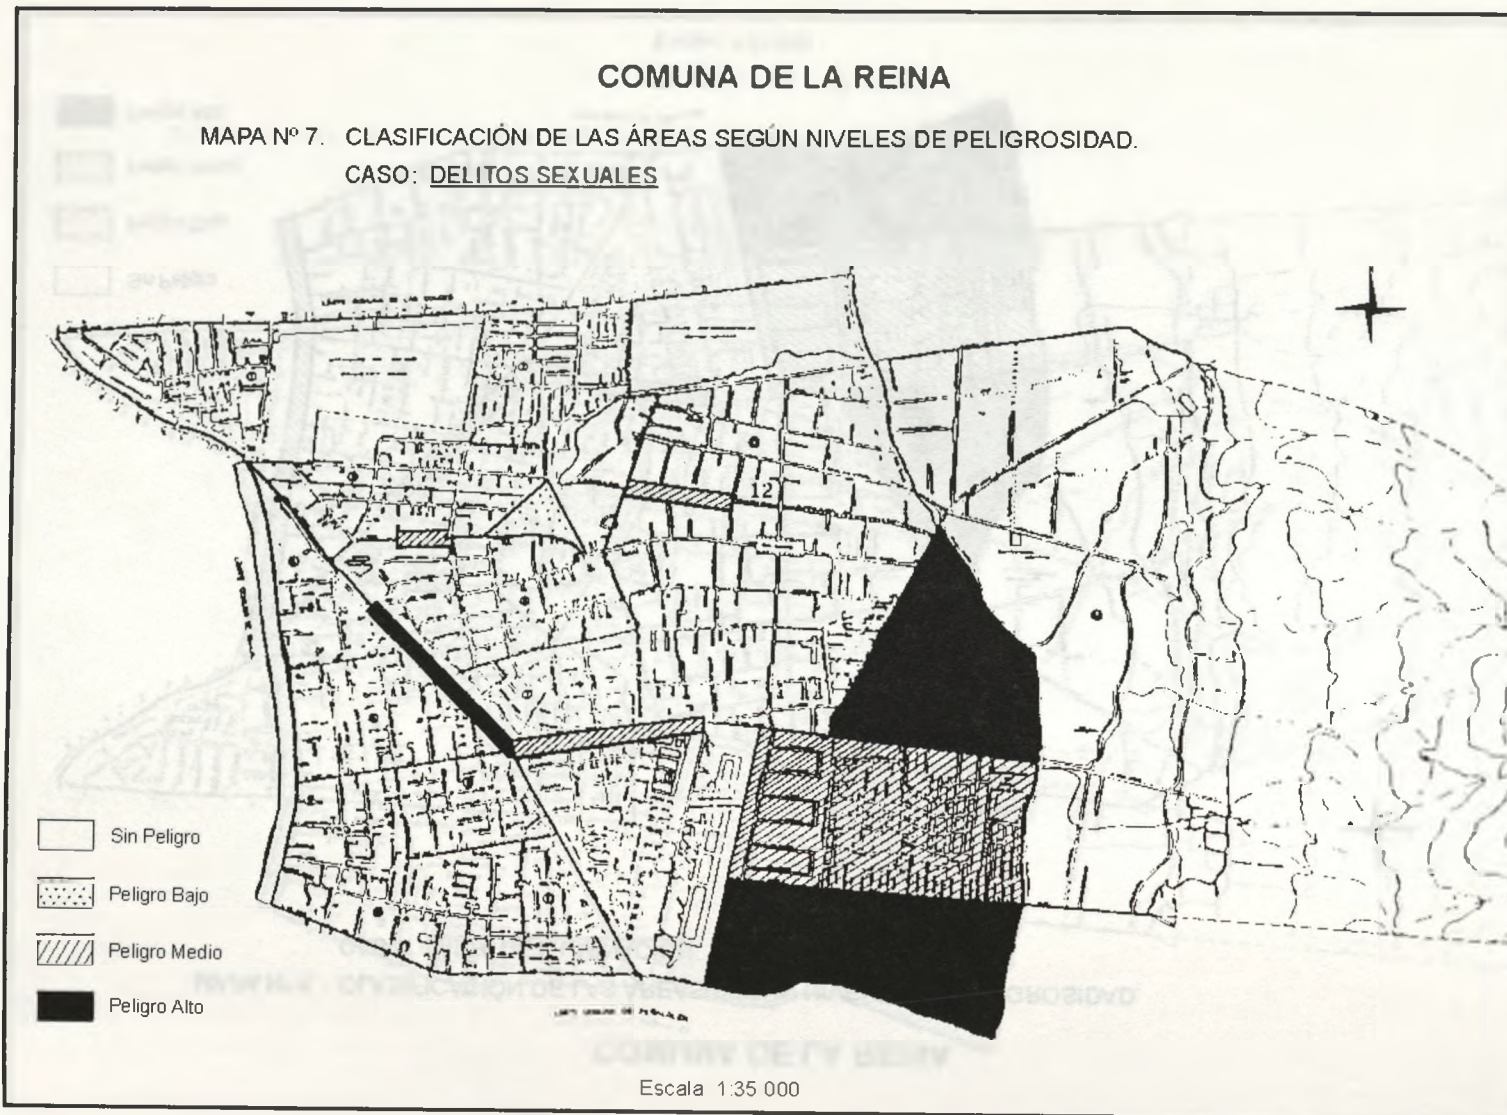 COMUNA DE LA REINA
MAPA Nº 7. CLASIFICACIÓN DE LAS ÁREAS SEGÚN NIVELES DE PELIGROSIDAD.
CASO: DELITOS SEXUALES
12
Sin Peligro
Peligro Bajo
Peligro Medio
Peligro Alto
Escala 1:35 000